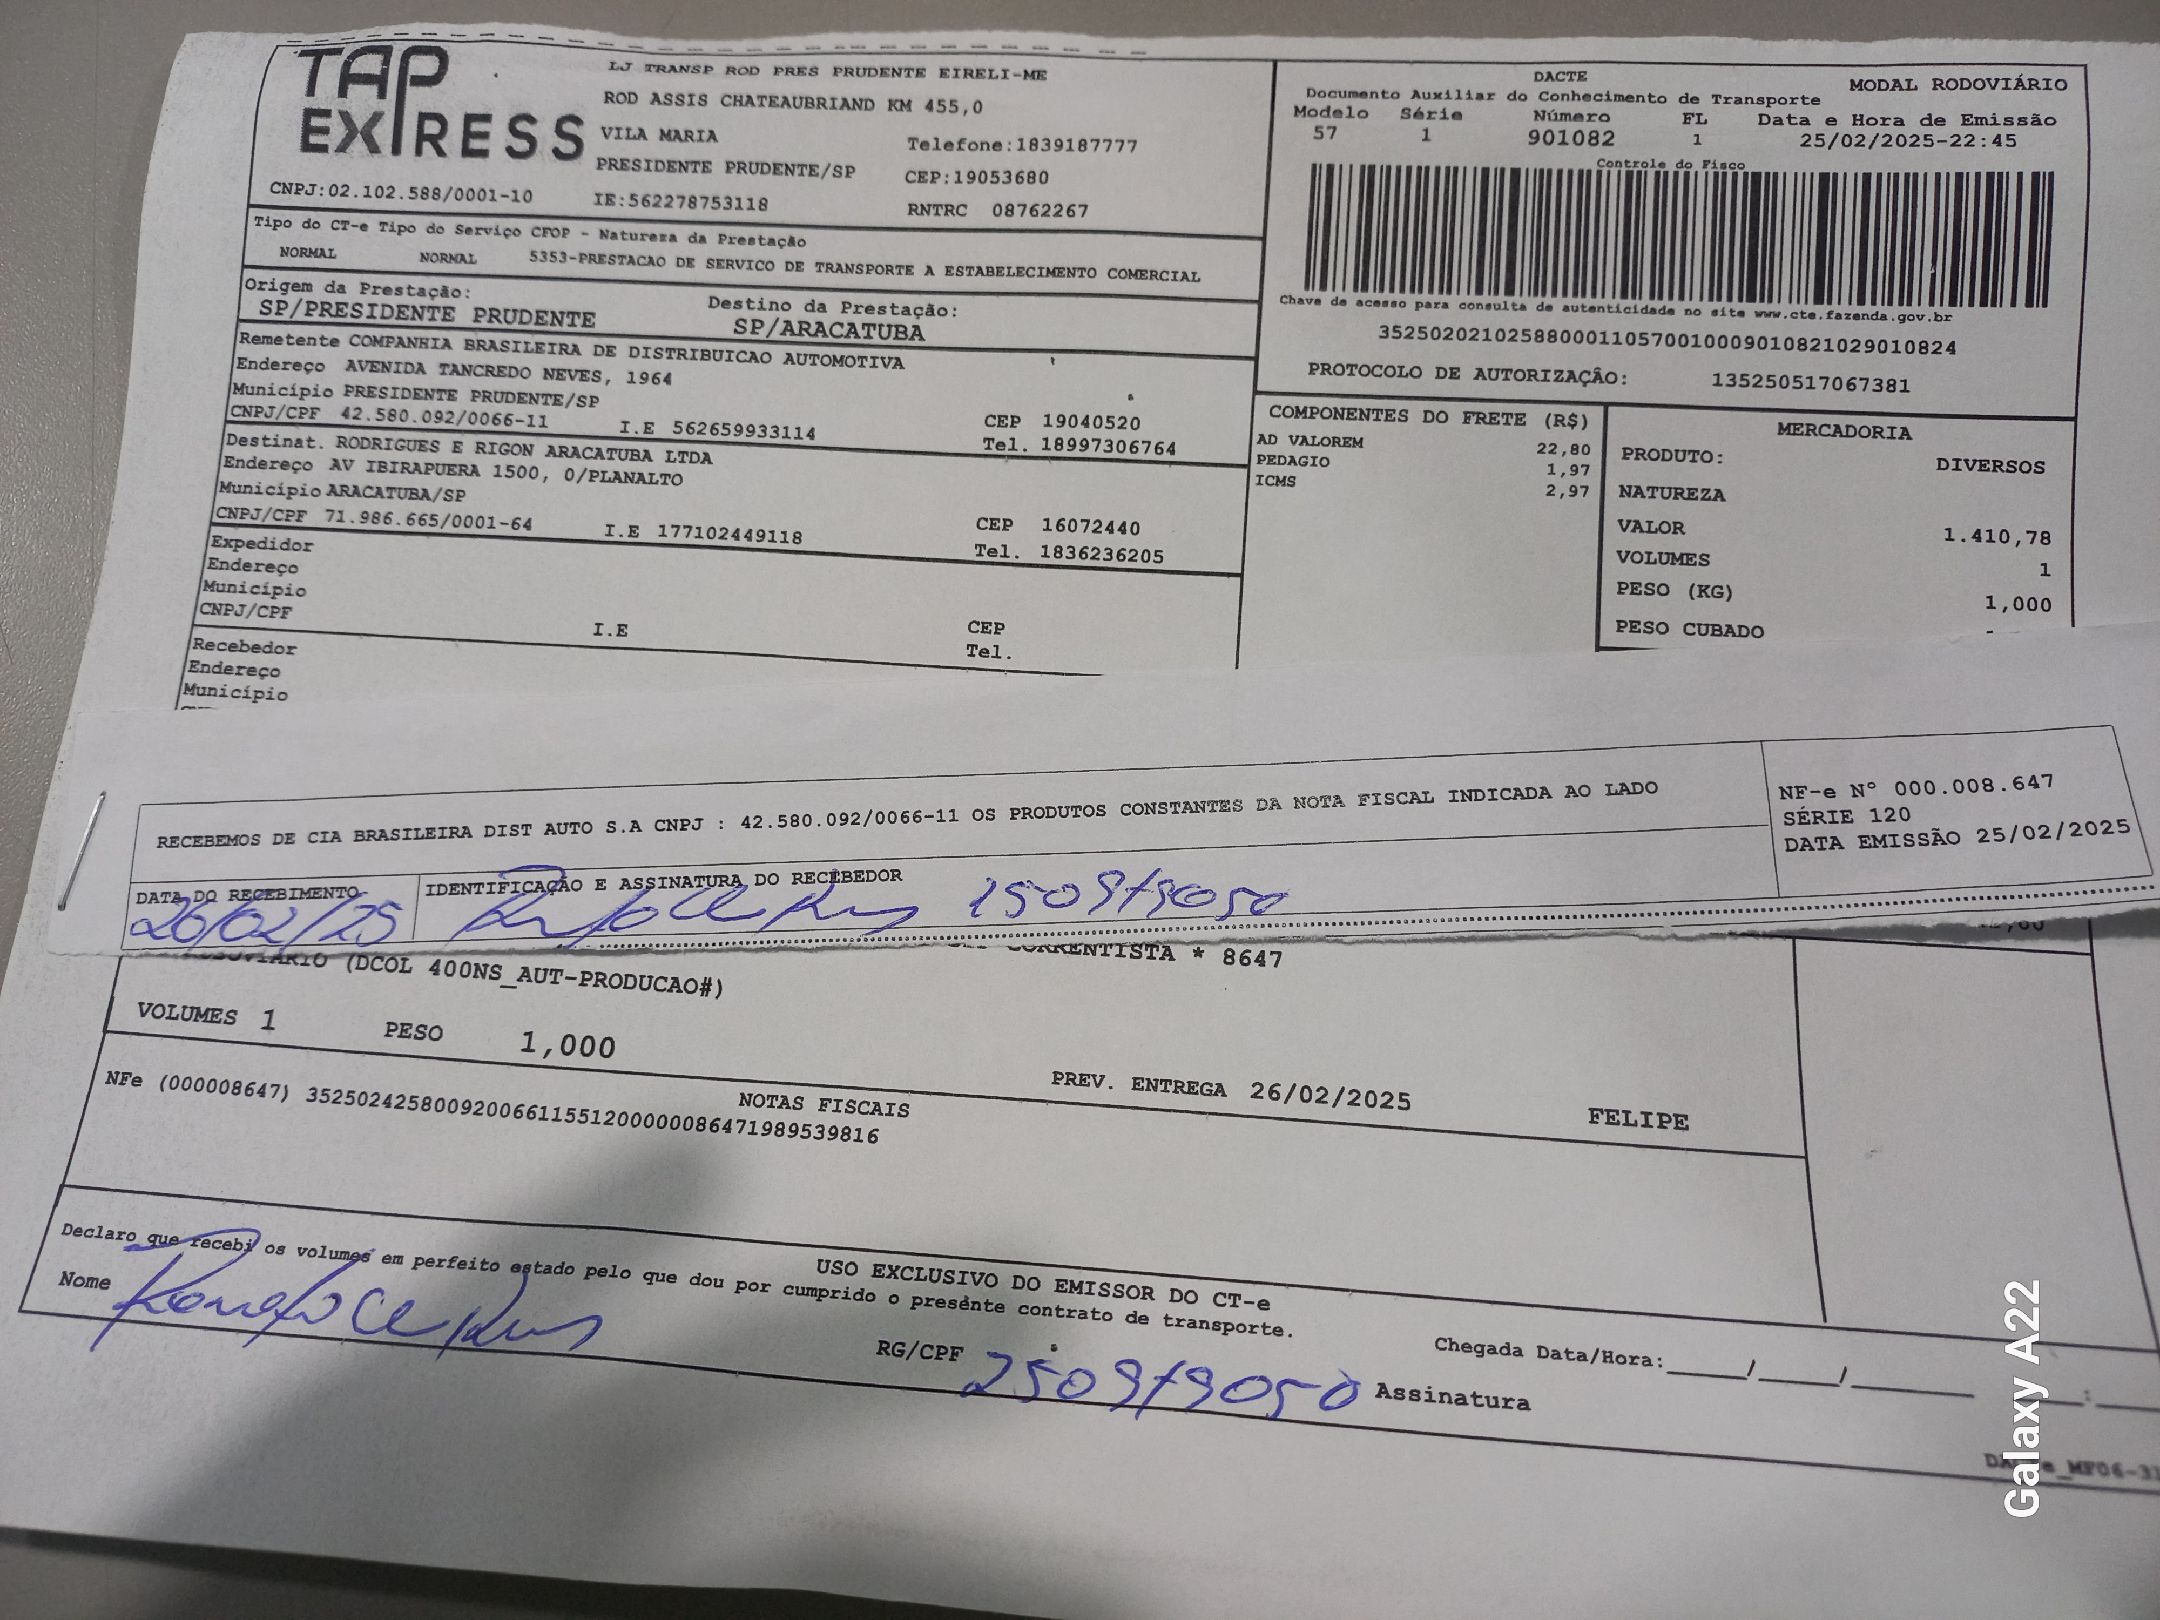 TAP
EXPRESS
LJ TRANSP ROD PRES PRUDENTE EIRELI-ME
ROD ASSIS CHATEAUBRIAND KM 455,0
VILA MARIA
Telefone:1839187777
PRESIDENTE PRUDENTE/SP
CEP:19053680
CNPJ:02.102.588/0001-10
IE:562278753118
RNTRC 08762267
DACTE
MODAL RODOVIÁRIO
Documento Auxiliar do Conhecimento de Transporte
Modelo Série Número FL Data e Hora de Emissão
57 1 901082 1 25/02/2025-22:45
Controle do Fisco
Chave de acesso para consulta de autenticidade no site www.cte.fazenda.gov.br
35250202102588000110570010009010821029010824
PROTOCOLO DE AUTORIZAÇÂO: 135250517067381
Tipo do CT-e Tipo do Serviço CFOP - Natureza da Prestação
NORMAL NORMAL 5353-PRESTACAO DE SERVICO DE TRANSPORTE A ESTABELECIMENTO COMERCIAL
Origem da Prestação: Destino da Prestação:
SP/PRESIDENTE PRUDENTE SP/ARACATUBA
Remetente COMPANHIA BRASILEIRA DE DISTRIBUICAO AUTOMOTIVA
Endereço AVENIDA TANCREDO NEVES, 1964
Município PRESIDENTE PRUDENTE/SP
CEP 19040520
CNPJ/CPF 42.580.092/0066-11 I.E 562659933114 Tel. 18997306764
Destinat. RODRIGUES E RIGON ARACATUBA LTDA
Endereço AV IBIRAPUERA 1500, 0/PLANALTO
Município ARACATUBA/SP
CEP 16072440
CNPJ/CPF 71.986.665/0001-64 I.E 177102449118 Tel. 1836236205
Expedidor
Endereço
Município
CEP
CNPJ/CPF I.E Tel.
Recebedor
Endereço
Município
COMPONENTES DO FRETE (R$)
AD VALOREM 22,80
PEDAGIO 1,97
ICMS 2,97
MERCADORIA
PRODUTO: DIVERSOS
NATUREZA
VALOR 1.410,78
VOLUMES 1
PESO (KG) 1,000
PESO CUBADO
RECEBEMOS DE CIA BRASILEIRA DIST AUTO S.A CNPJ : 42.580.092/0066-11 OS PRODUTOS CONSTANTES DA NOTA FISCAL INDICADA AO LADO
NF-e N° 000.008.647
SÉRIE 120
DATA EMISSÃO 25/02/2025
DATA DO RECEBIMENTO IDENTIFICAÇÃO E ASSINATURA DO RECEBEDOR
26/02/25
CORRENTISTA * 8647
(DCOL 400NS_AUT-PRODUCAO#)
VOLUMES 1 PESO 1,000
PREV. ENTREGA 26/02/2025 FELIPE
NOTAS FISCAIS
NFe (000008647) 35250242580092006611551200000086471989539816
USO EXCLUSIVO DO EMISSOR DO CT-e
Declaro que recebi os volumes em perfeito estado pelo que dou por cumprido o presente contrato de transporte.
Nome
RG/CPF
Assinatura
Chegada Data/Hora:____/____/______ __:__
Galaxy A22